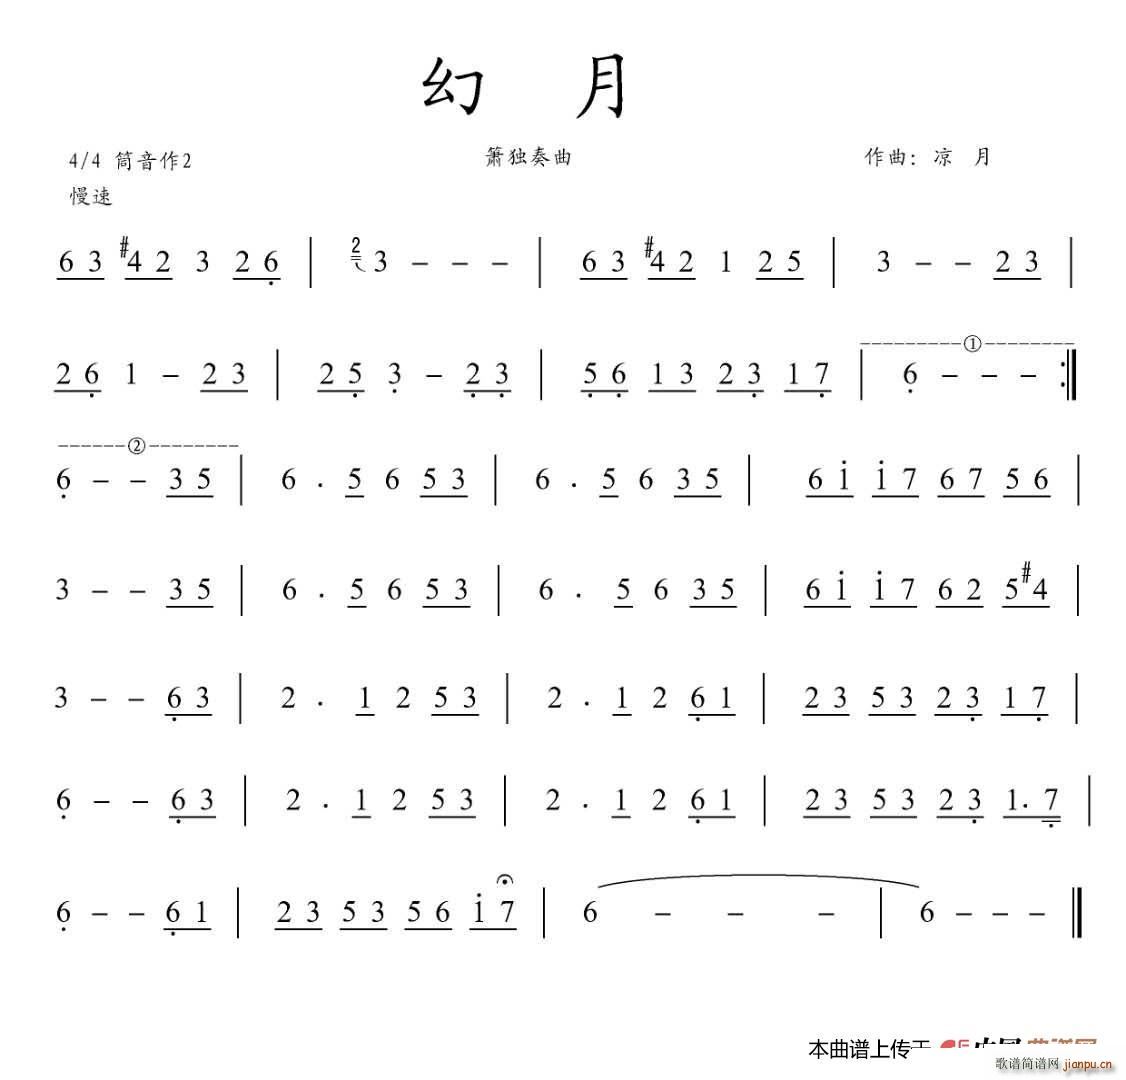 幻 月
4/4 筒音作2 箫独奏曲 作曲：凉 月
慢速
6 3 #4 2 3 2 6̣ | 2 3 - - - | 6 3 #4 2 1 2 5 | 3 - - 2 3 |
2 6̣ 1 - 2 3 | 2 5̣ 3̣ - 2̣ 3̣ | 5̣ 6̣ 1 3 2 3̣ 1 7̣ | ① 6̣ - - - :|
② 6̣ - - 3 5 | 6 . 5 6 5 3 | 6 . 5 6 3 5 | 6 i i 7 6 7 5 6 |
3 - - 3 5 | 6 . 5 6 5 3 | 6 . 5 6 3 5 | 6 i i 7 6 2 5 #4 |
3 - - 6̣ 3 | 2 . 1 2 5 3 | 2 . 1 2 6̣ 1 | 2 3 5 3 2 3̣ 1 7̣ |
6̣ - - 6̣ 3 | 2 . 1 2 5 3 | 2 . 1 2 6̣ 1 | 2 3 5 3 2 3̣ 1. 7̣ |
6̣ - - 6̣ 1 | 2 3 5 3 5 6 i 7 | 6 - - - | 6 - - - ‖
本曲谱上传于
歌谱简谱网 jianpu.cn